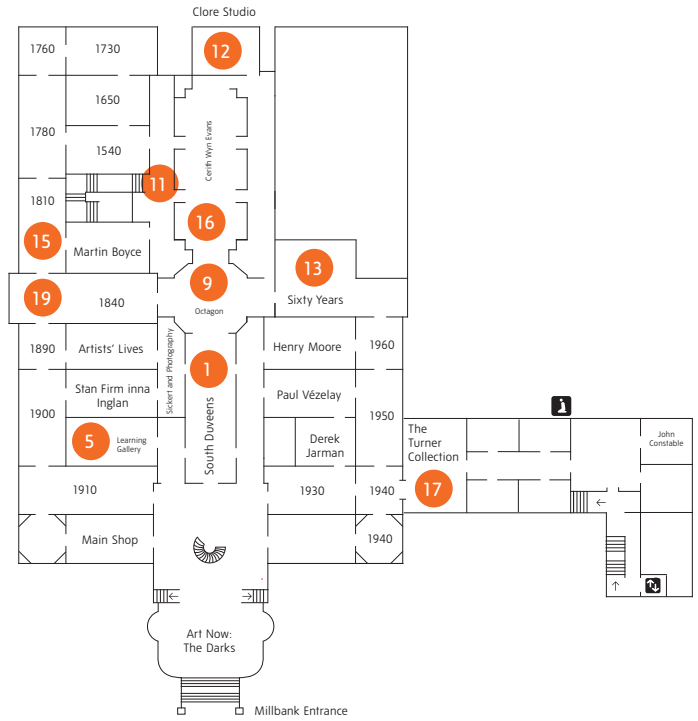 Clore Studio
12
1760
1730
1650
1780
1540
Cerith Wyn Evans
11
1810
16
15
Martin Boyce
13
9
19
1840
Octagon
Sixty Years
1890
Artists' Lives
Sickert and Photography
1
Henry Moore
1960
Stan Firm inna
Inglan
Paul Vézelay
1900
South Duveens
1950
5
Learning
Gallery
Derek
Jarman
The
Turner
Collection
John
Constable
1910
1930
1940
17
Main Shop
1940
Art Now:
The Darks
Millbank Entrance